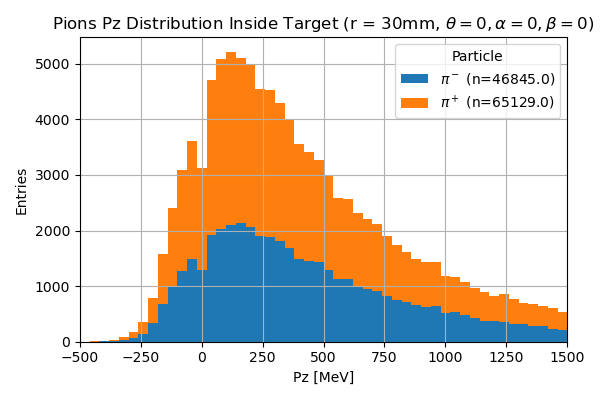 Pions Pz Distribution Inside Target (r = 30mm, θ = 0, α = 0, β = 0)
Particle
π⁻ (n=46845.0)
π⁺ (n=65129.0)
Entries
5000
4000
3000
2000
1000
0
−500 −250 0 250 500 750 1000 1250 1500
Pz [MeV]